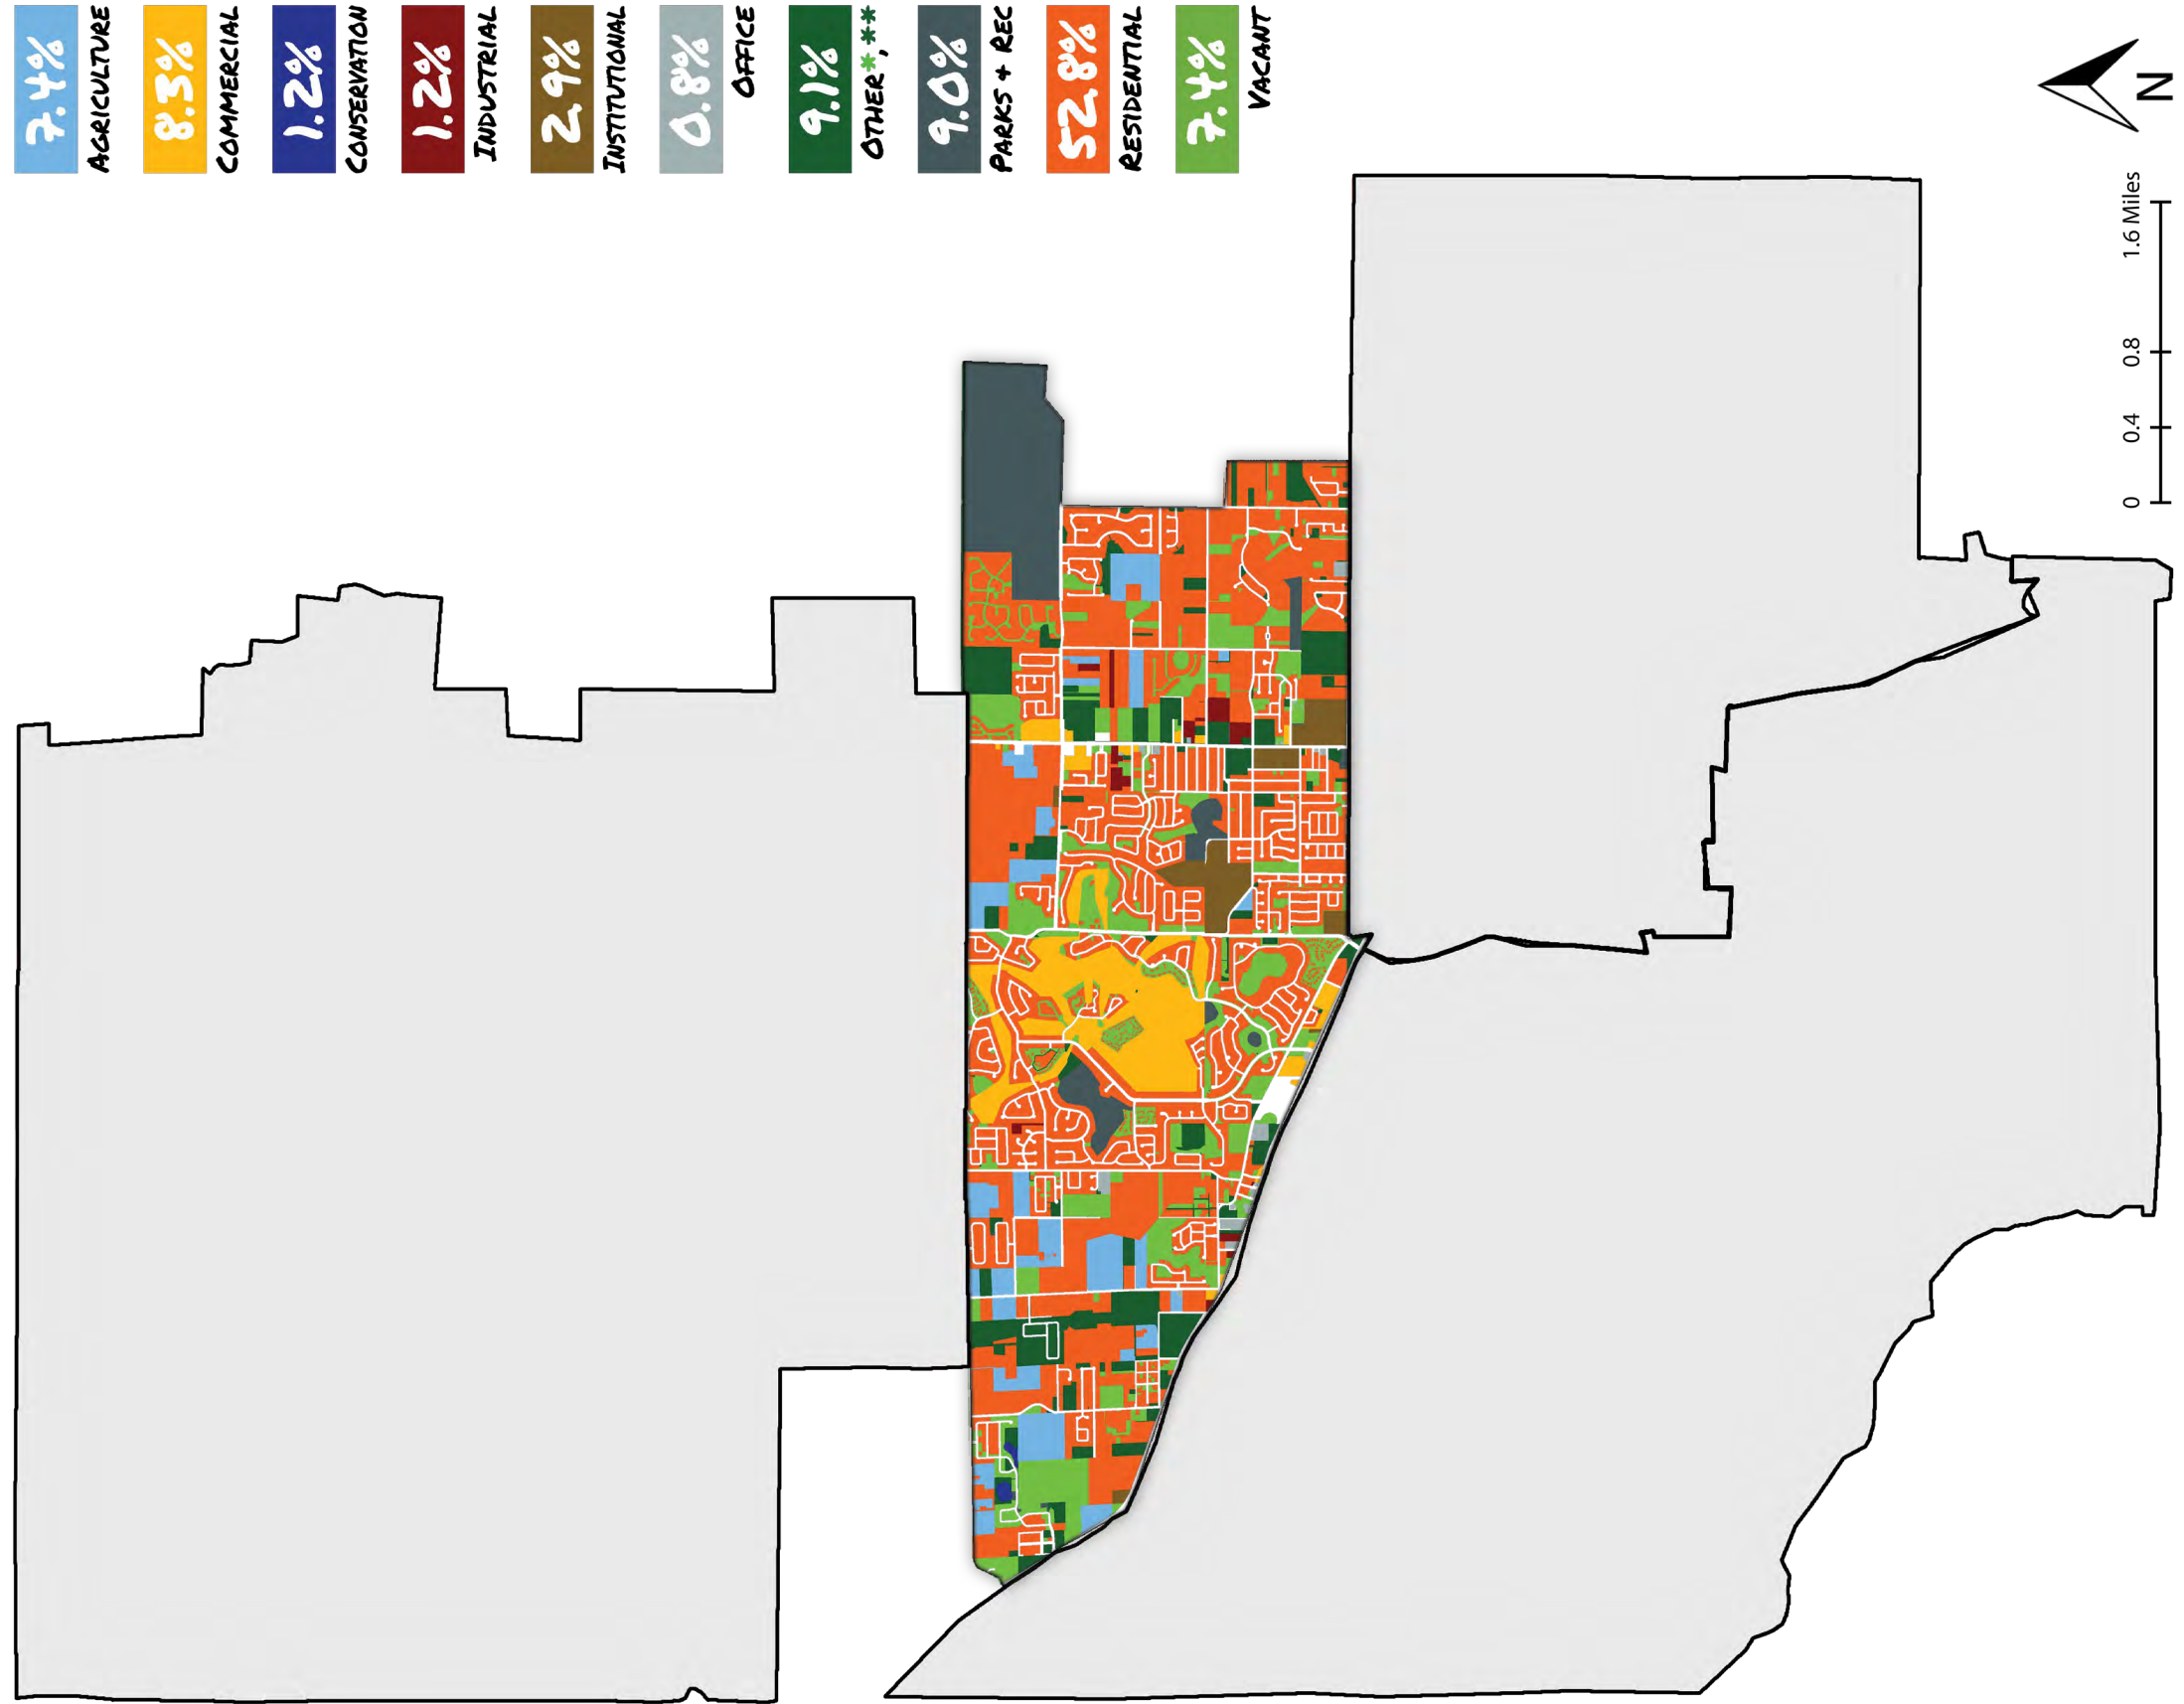 7.4%
AGRICULTURE
8.3%
COMMERCIAL
1.2%
CONSERVATION
1.2%
INDUSTRIAL
2.9%
INSTITUTIONAL
0.8%
OFFICE
9.1%
OTHER*,**
9.0%
PARKS + REC
52.8%
RESIDENTIAL
7.4%
VACANT
0 0.4 0.8 1.6 Miles
N